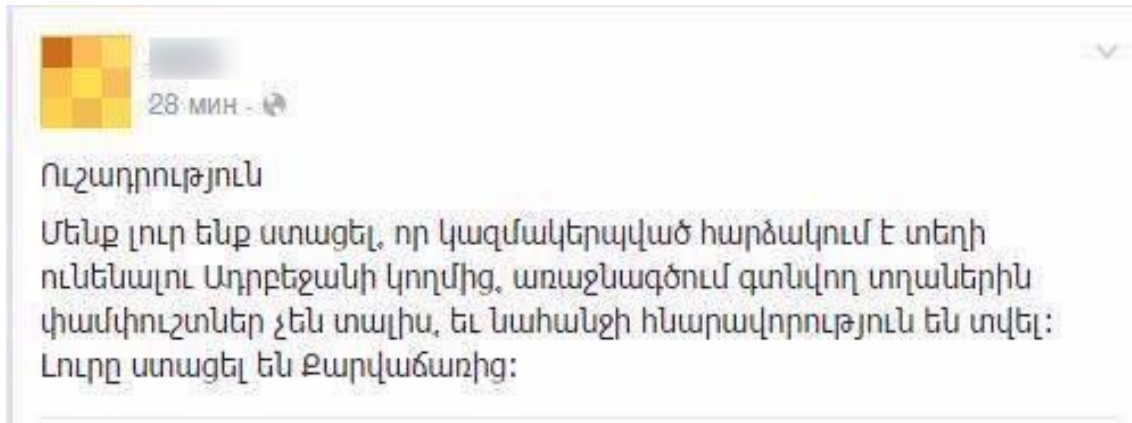 28 мин -
Ուշադրություն
Մենք լուր ենք ստացել, որ կազմակերպված հարձակում է տեղի
ունենալու Ադրբեջանի կողմից, առաջնագծում գտնվող տղաներին
փամփուշտներ չեն տալիս, եւ նահանջի հնարավորություն են տվել:
Լուրը ստացել են Քարվաճառից: